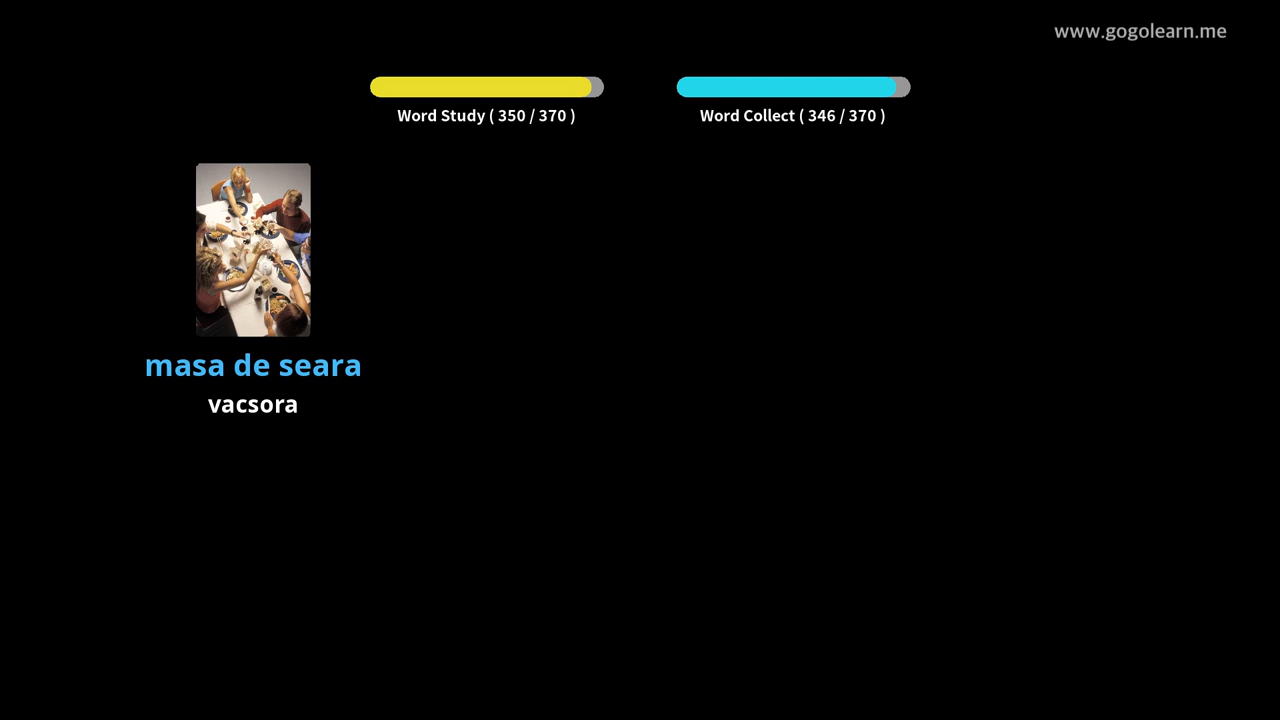 www.gogolearn.me
Word Study ( 350 / 370 )
Word Collect ( 346 / 370 )
masa de seara
vacsora